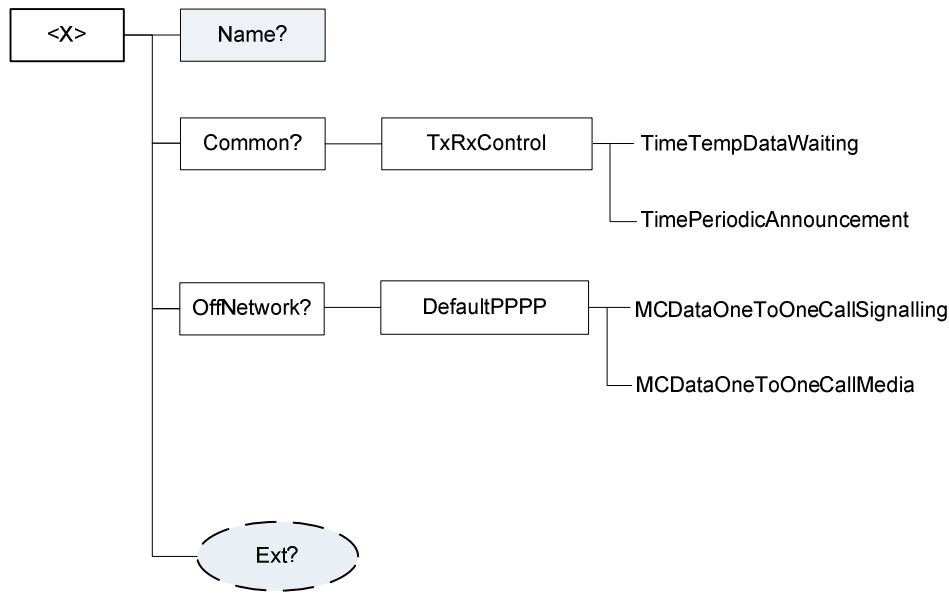 <X>
Name?
Common?
TxRxControl
TimeTempDataWaiting
TimePeriodicAnnouncement
OffNetwork?
DefaultPPPP
MCDataOneToOneCallSignalling
MCDataOneToOneCallMedia
Ext?